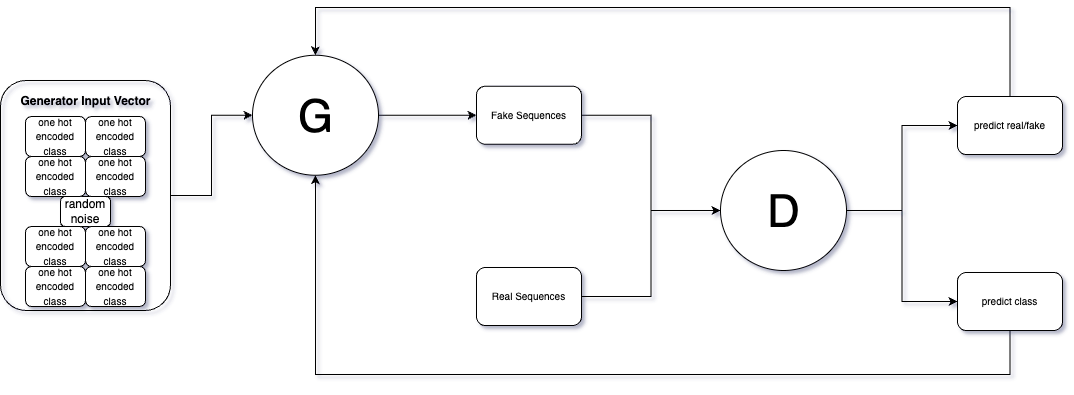 Generator Input Vector
one hot
encoded
class
one hot
encoded
class
one hot
encoded
class
one hot
encoded
class
random
noise
one hot
encoded
class
one hot
encoded
class
one hot
encoded
class
one hot
encoded
class
G
Fake Sequences
Real Sequences
D
predict real/fake
predict class